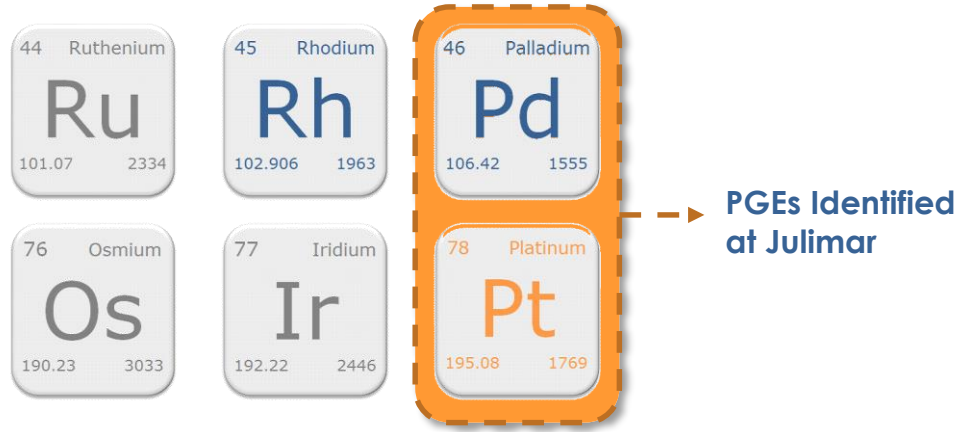 44 Ruthenium
Ru
101.07 2334
45 Rhodium
Rh
102.906 1963
46 Palladium
Pd
106.42 1555
76 Osmium
Os
190.23 3033
77 Iridium
Ir
192.22 2446
78 Platinum
Pt
195.08 1769
PGEs Identified
at Julimar